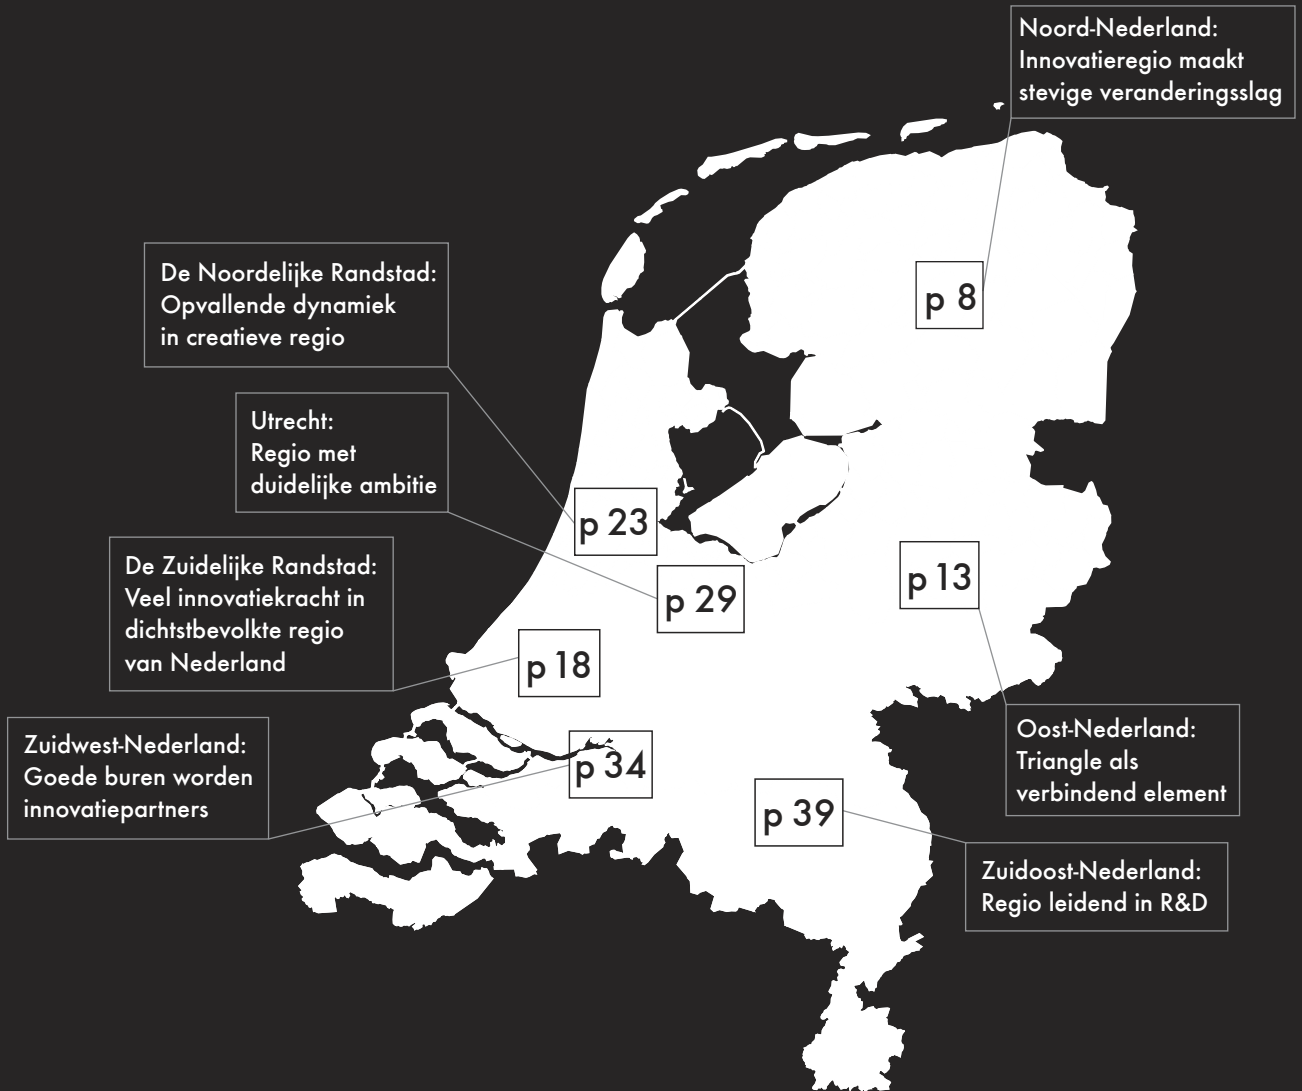 Noord-Nederland:
Innovatieregio maakt
stevige veranderingsslag
p 8
De Noordelijke Randstad:
Opvallende dynamiek
in creatieve regio
p 23
Utrecht:
Regio met
duidelijke ambitie
p 29
De Zuidelijke Randstad:
Veel innovatiekracht in
dichtstbevolkte regio
van Nederland
p 18
p 13
Oost-Nederland:
Triangle als
verbindend element
Zuidwest-Nederland:
Goede buren worden
innovatiepartners
p 34
p 39
Zuidoost-Nederland:
Regio leidend in R&D